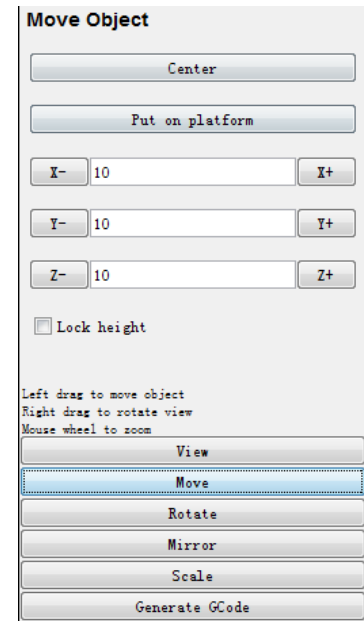 Move Object
Center
Put on platform
X- 10 X+
Y- 10 Y+
Z- 10 Z+
Lock height
Left drag to move object
Right drag to rotate view
Mouse wheel to zoom
View
Move
Rotate
Mirror
Scale
Generate GCode